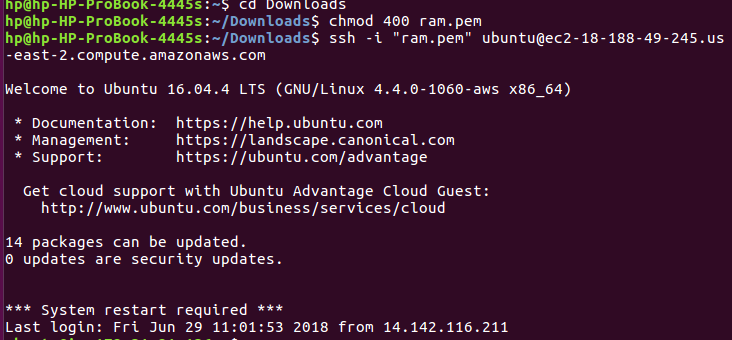 hp@hp-HP-ProBook-4445s:~$ cd Downloads
hp@hp-HP-ProBook-4445s:~/Downloads$ chmod 400 ram.pem
hp@hp-HP-ProBook-4445s:~/Downloads$ ssh -i "ram.pem" ubuntu@ec2-18-188-49-245.us
-east-2.compute.amazonaws.com
Welcome to Ubuntu 16.04.4 LTS (GNU/Linux 4.4.0-1060-aws x86_64)
* Documentation:  https://help.ubuntu.com
* Management:     https://landscape.canonical.com
* Support:        https://ubuntu.com/advantage
Get cloud support with Ubuntu Advantage Cloud Guest:
http://www.ubuntu.com/business/services/cloud
14 packages can be updated.
0 updates are security updates.
*** System restart required ***
Last login: Fri Jun 29 11:01:53 2018 from 14.142.116.211